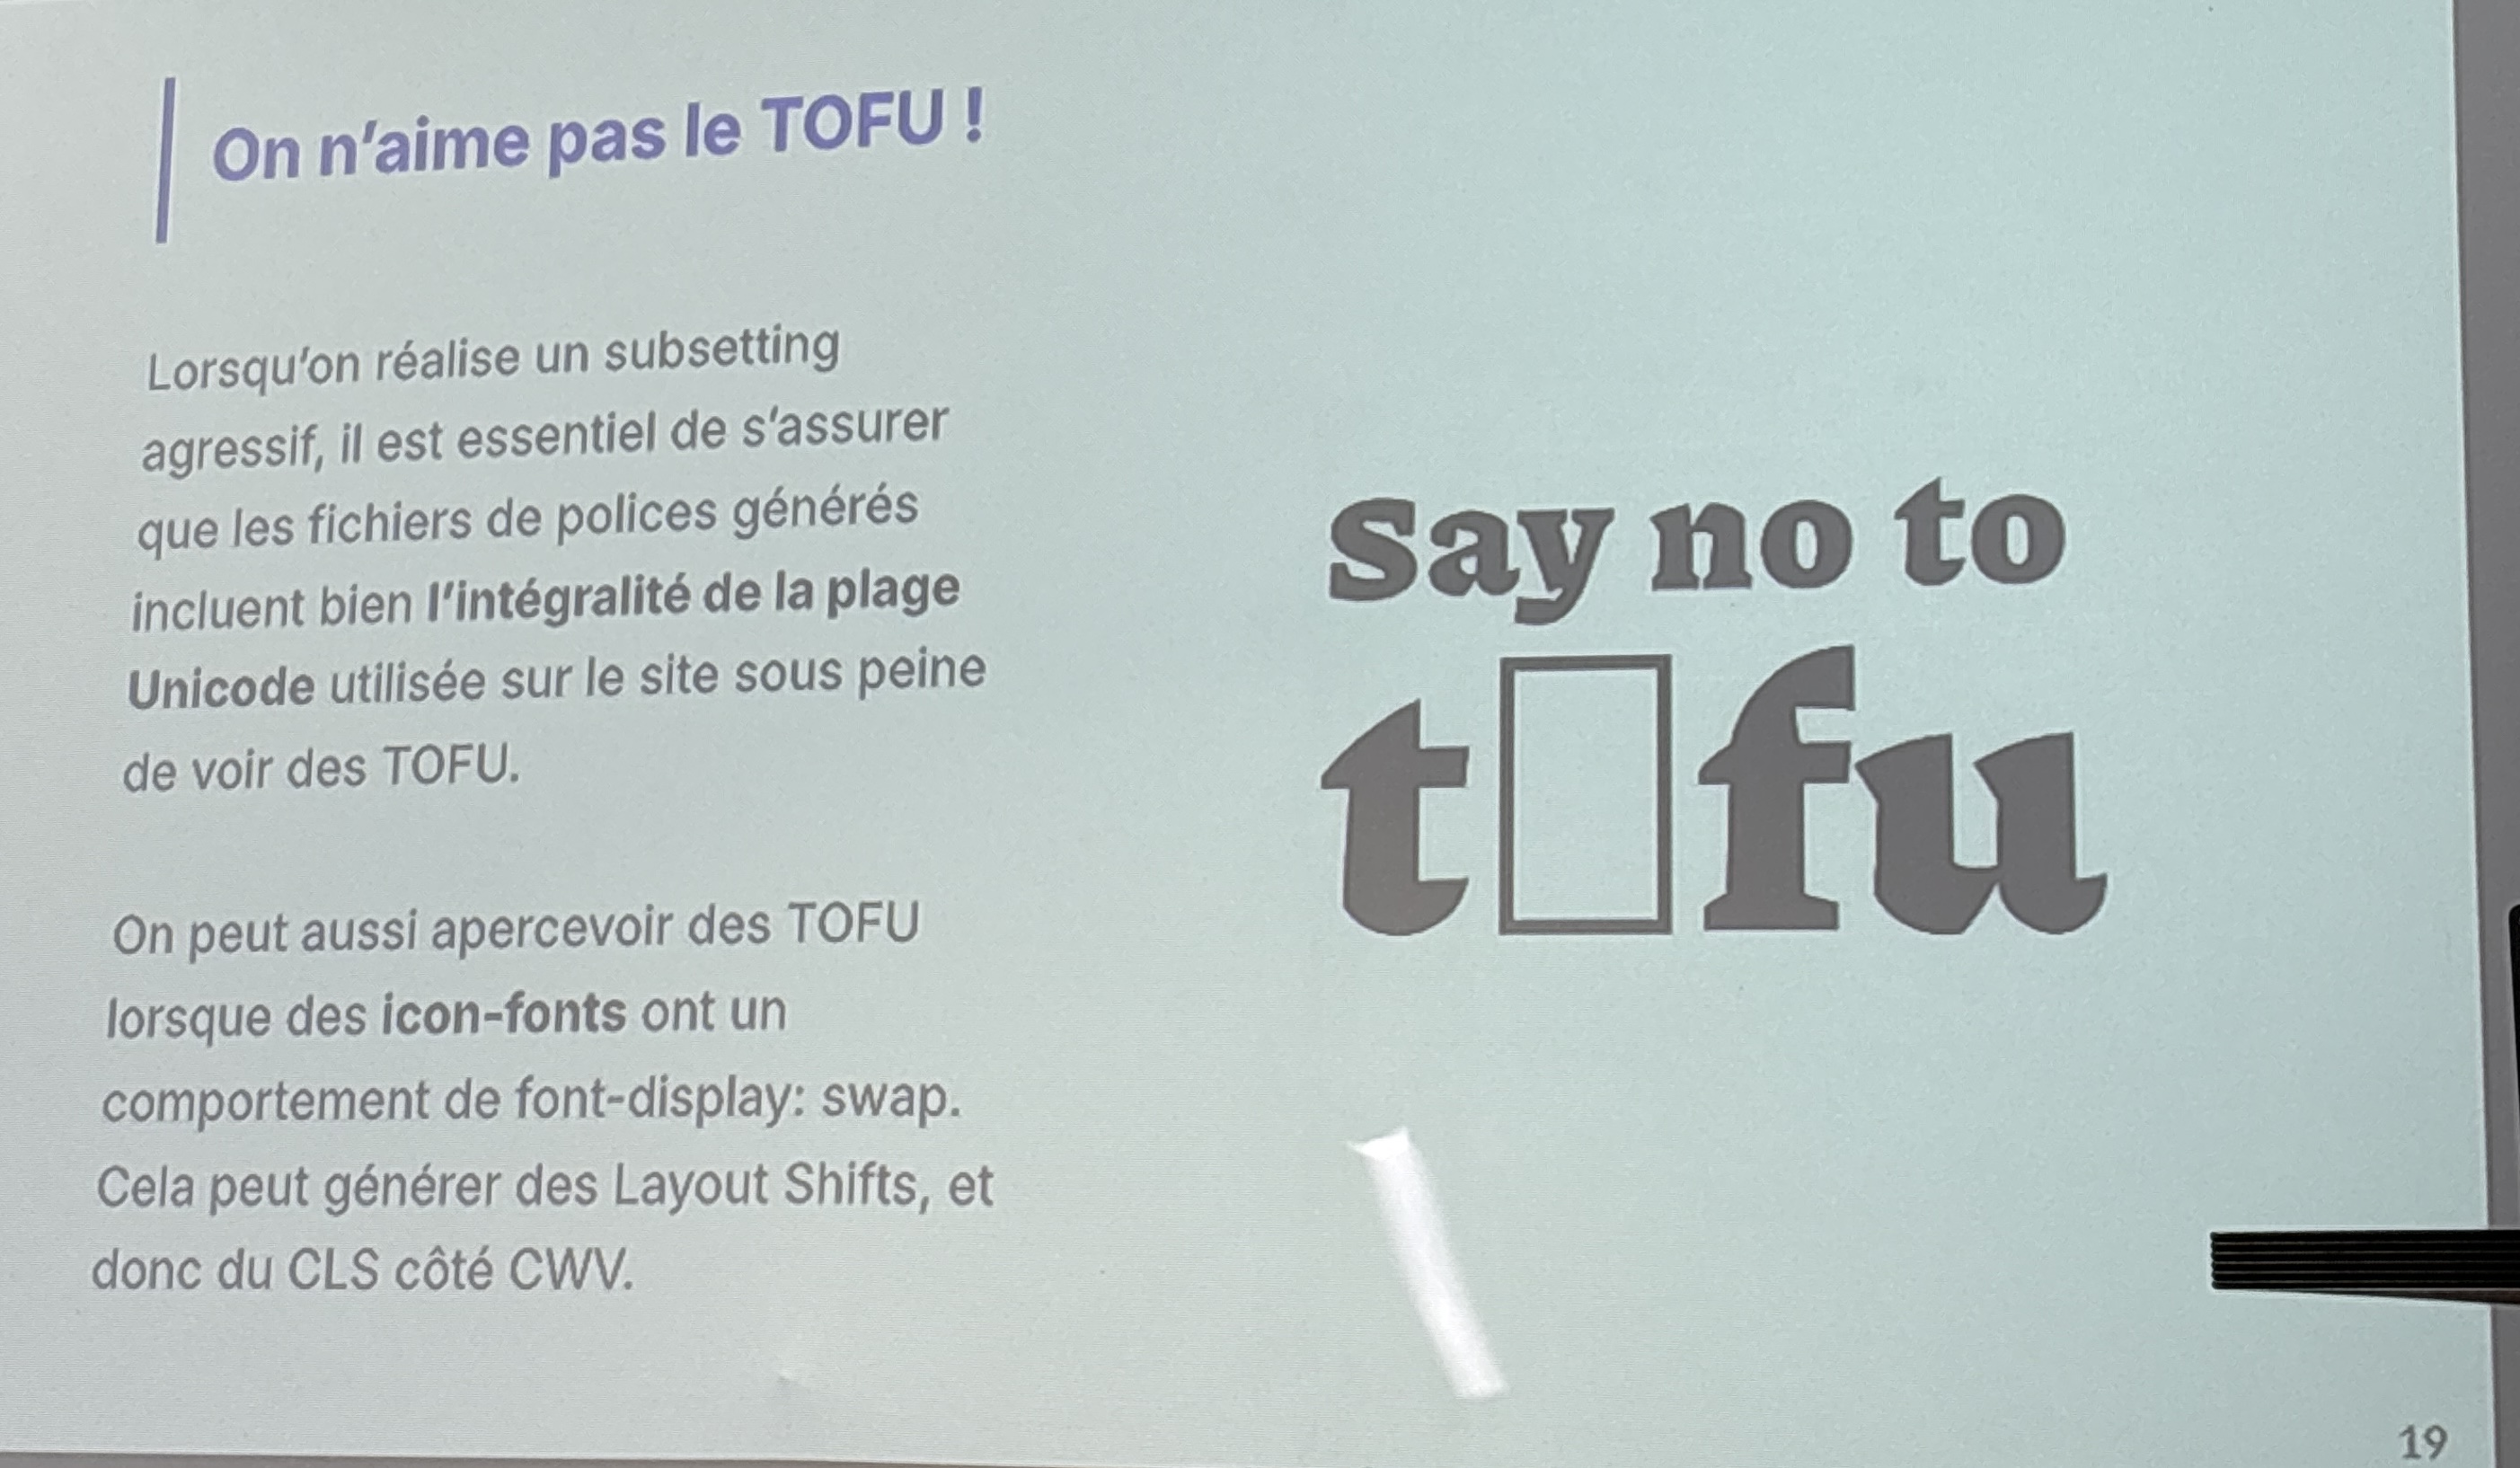 On n'aime pas le TOFU !
Lorsqu'on réalise un subsetting
agressif, il est essentiel de s'assurer
que les fichiers de polices générés
incluent bien l'intégralité de la plage
Unicode utilisée sur le site sous peine
de voir des TOFU.
On peut aussi apercevoir des TOFU
lorsque des icon-fonts ont un
comportement de font-display: swap.
Cela peut générer des Layout Shifts, et
donc du CLS côté CWV.
say no to
t▯fu
19